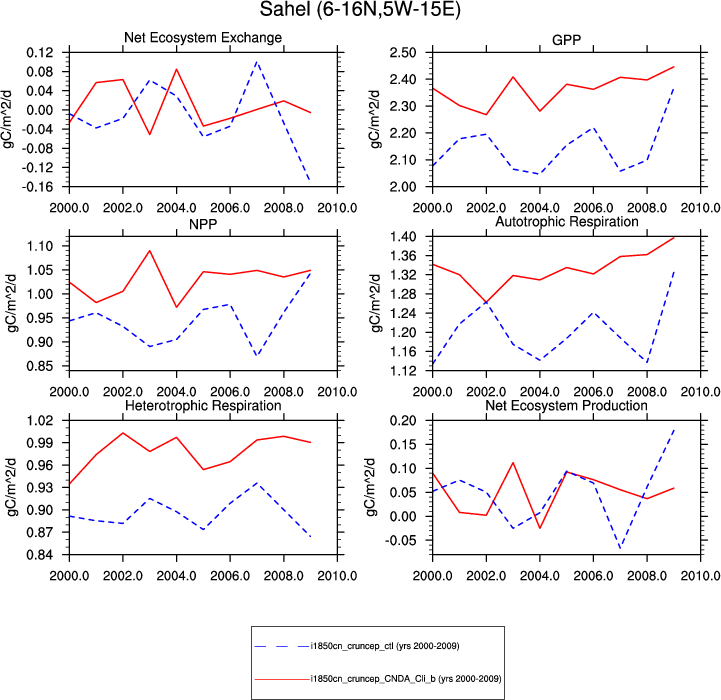 Sahel (6-16N,5W-15E)
Net Ecosystem Exchange
GPP
gC/m^2/d
0.12
0.08
0.04
0.00
-0.04
-0.08
-0.12
-0.16
2000.0 2002.0 2004.0 2006.0 2008.0 2010.0
gC/m^2/d
2.50
2.40
2.30
2.20
2.10
2.00
2000.0 2002.0 2004.0 2006.0 2008.0 2010.0
NPP
Autotrophic Respiration
gC/m^2/d
1.10
1.05
1.00
0.95
0.90
0.85
2000.0 2002.0 2004.0 2006.0 2008.0 2010.0
gC/m^2/d
1.40
1.36
1.32
1.28
1.24
1.20
1.16
1.12
2000.0 2002.0 2004.0 2006.0 2008.0 2010.0
Heterotrophic Respiration
Net Ecosystem Production
gC/m^2/d
1.02
0.99
0.96
0.93
0.90
0.87
0.84
2000.0 2002.0 2004.0 2006.0 2008.0 2010.0
gC/m^2/d
0.20
0.15
0.10
0.05
0.00
-0.05
2000.0 2002.0 2004.0 2006.0 2008.0 2010.0
i1850cn_cruncep_ctl (yrs 2000-2009)
i1850cn_cruncep_CNDA_Cli_b (yrs 2000-2009)